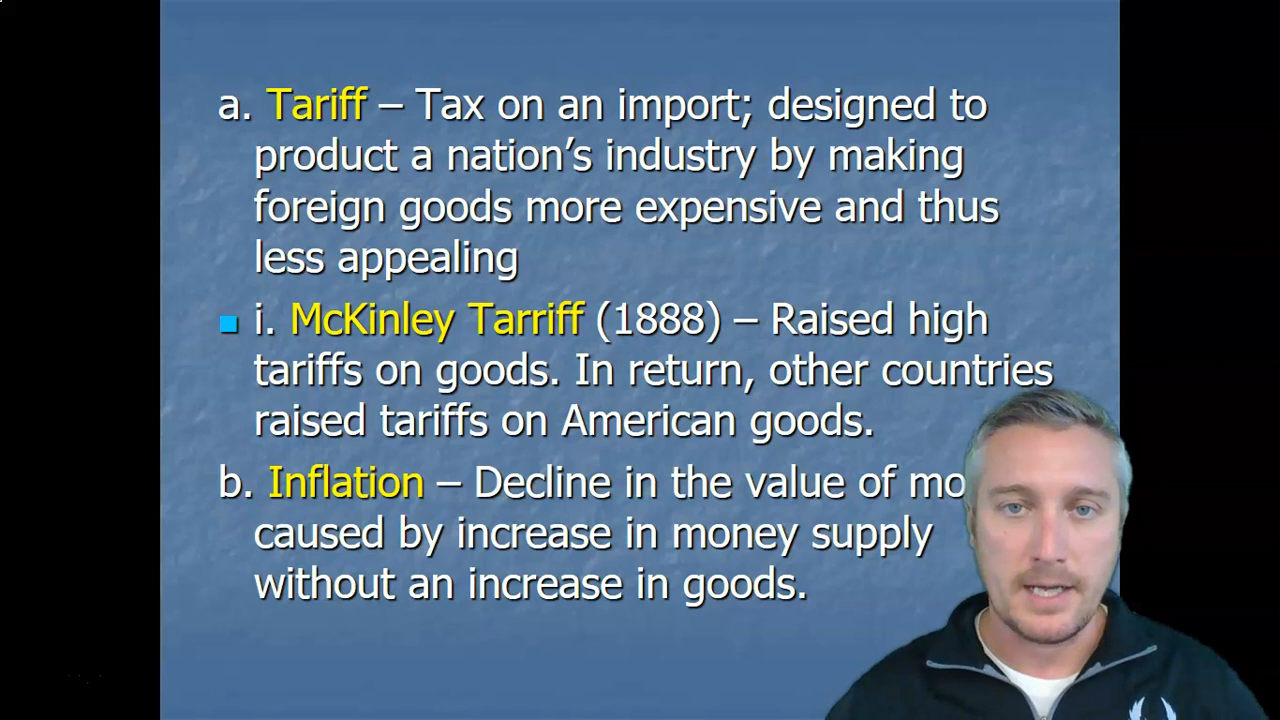 a. Tariff – Tax on an import; designed to
product a nation’s industry by making
foreign goods more expensive and thus
less appealing
i. McKinley Tarriff (1888) – Raised high
tariffs on goods. In return, other countries
raised tariffs on American goods.
b. Inflation – Decline in the value of
caused by increase in money supply
without an increase in goods.